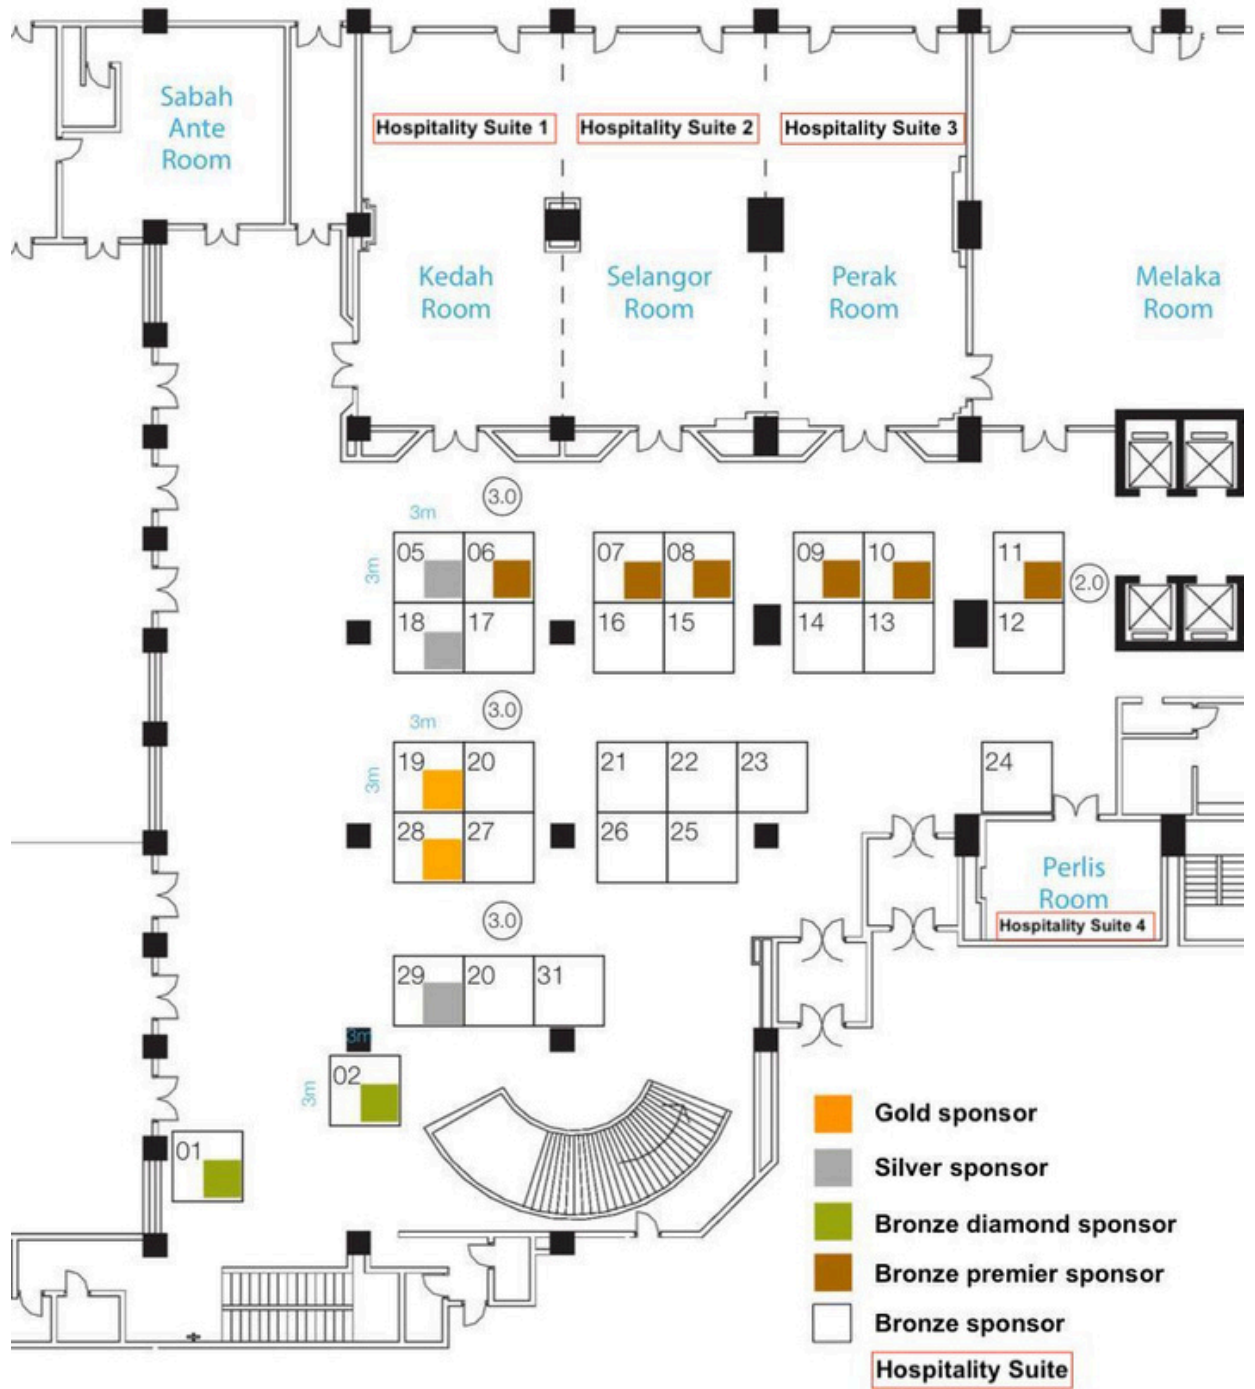 Sabah
Ante
Room
Hospitality Suite 1
Hospitality Suite 2
Hospitality Suite 3
Kedah
Room
Selangor
Room
Perak
Room
Melaka
Room
3.0
3m
3m
05
06
07
08
09
10
11
2.0
18
17
16
15
14
13
12
3.0
3m
3m
19
20
21
22
23
24
28
27
26
25
Perlis
Room
Hospitality Suite 4
3.0
29
20
31
3m
3m
02
01
Gold sponsor
Silver sponsor
Bronze diamond sponsor
Bronze premier sponsor
Bronze sponsor
Hospitality Suite